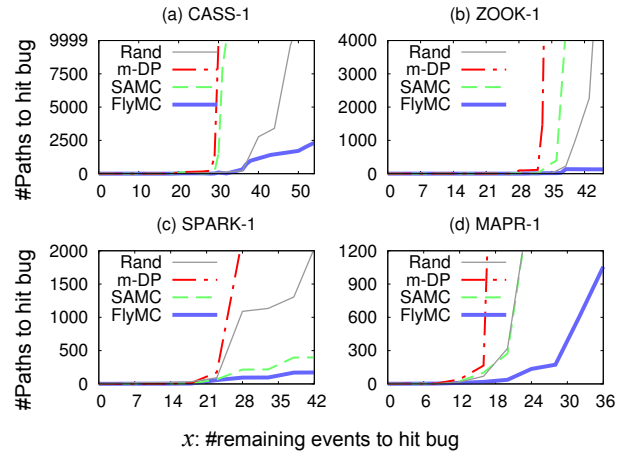 (a) CASS-1
(b) ZOOK-1
#Paths to hit bug
9999
7500
5000
2500
0
Rand
m-DP
SAMC
FlyMC
0 10 20 30 40 50
4000
3000
2000
1000
0
Rand
m-DP
SAMC
FlyMC
0 7 14 21 28 35 42
(c) SPARK-1
(d) MAPR-1
#Paths to hit bug
2000
1500
1000
500
0
Rand
m-DP
SAMC
FlyMC
0 7 14 21 28 35 42
1200
900
600
300
0
Rand
m-DP
SAMC
FlyMC
0 6 12 18 24 30 36
x: #remaining events to hit bug